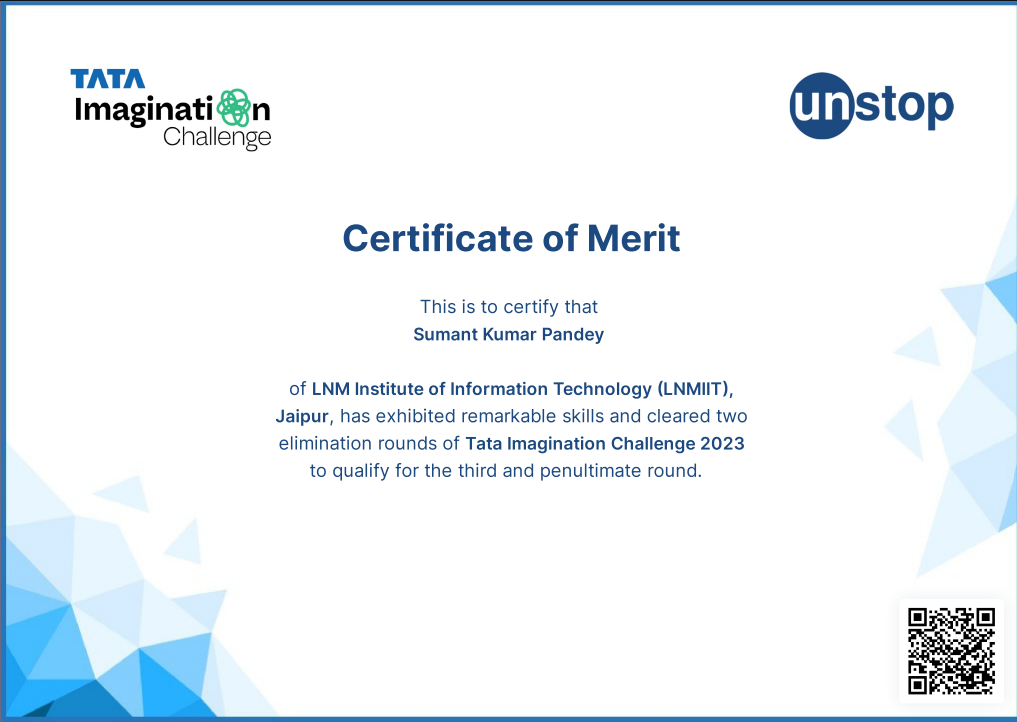 TATA
Imagination
Challenge
unstop
Certificate of Merit
This is to certify that
Sumant Kumar Pandey
of LNM Institute of Information Technology (LNMIIT),
Jaipur, has exhibited remarkable skills and cleared two
elimination rounds of Tata Imagination Challenge 2023
to qualify for the third and penultimate round.